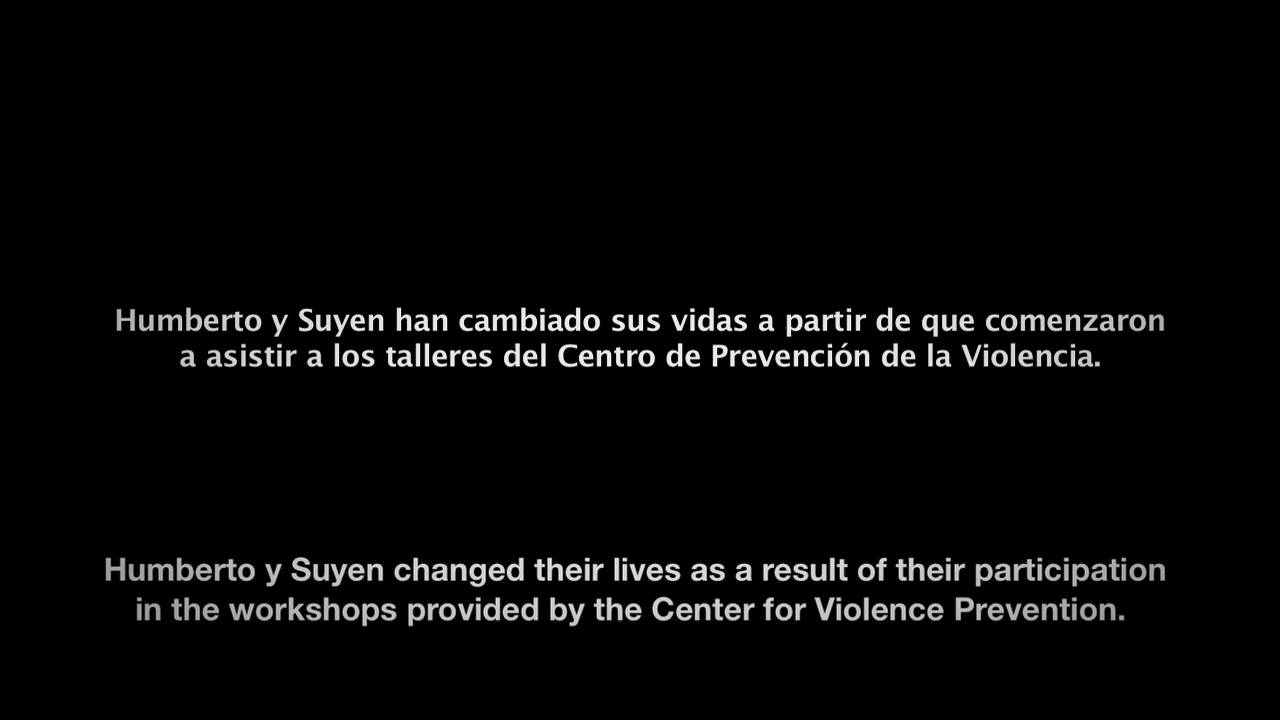 Humberto y Suyen han cambiado sus vidas a partir de que comenzaron
a asistir a los talleres del Centro de Prevención de la Violencia.
Humberto y Suyen changed their lives as a result of their participation
in the workshops provided by the Center for Violence Prevention.